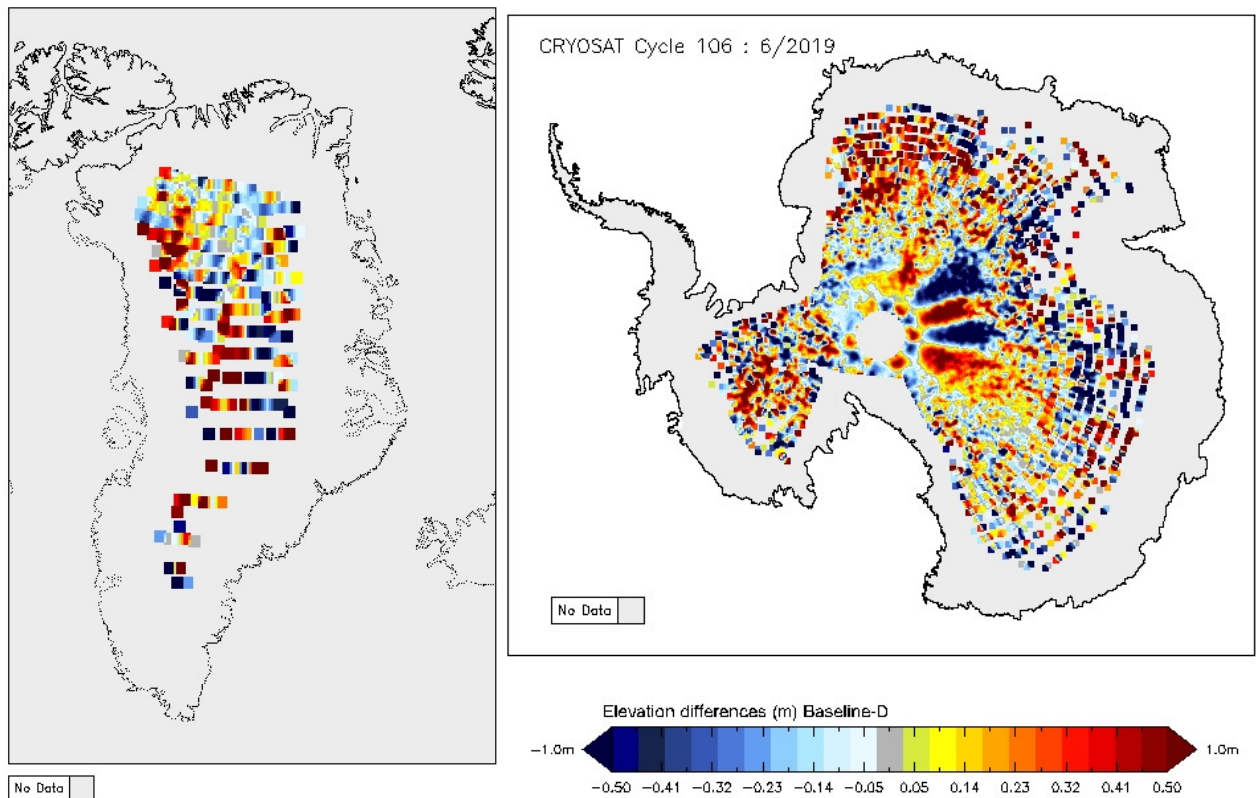 CRYOSAT Cycle 106 : 6/2019
No Data
Elevation differences (m) Baseline-D
-1.0m 1.0m
-0.50 -0.41 -0.32 -0.23 -0.14 -0.05 0.05 0.14 0.23 0.32 0.41 0.50
No Data